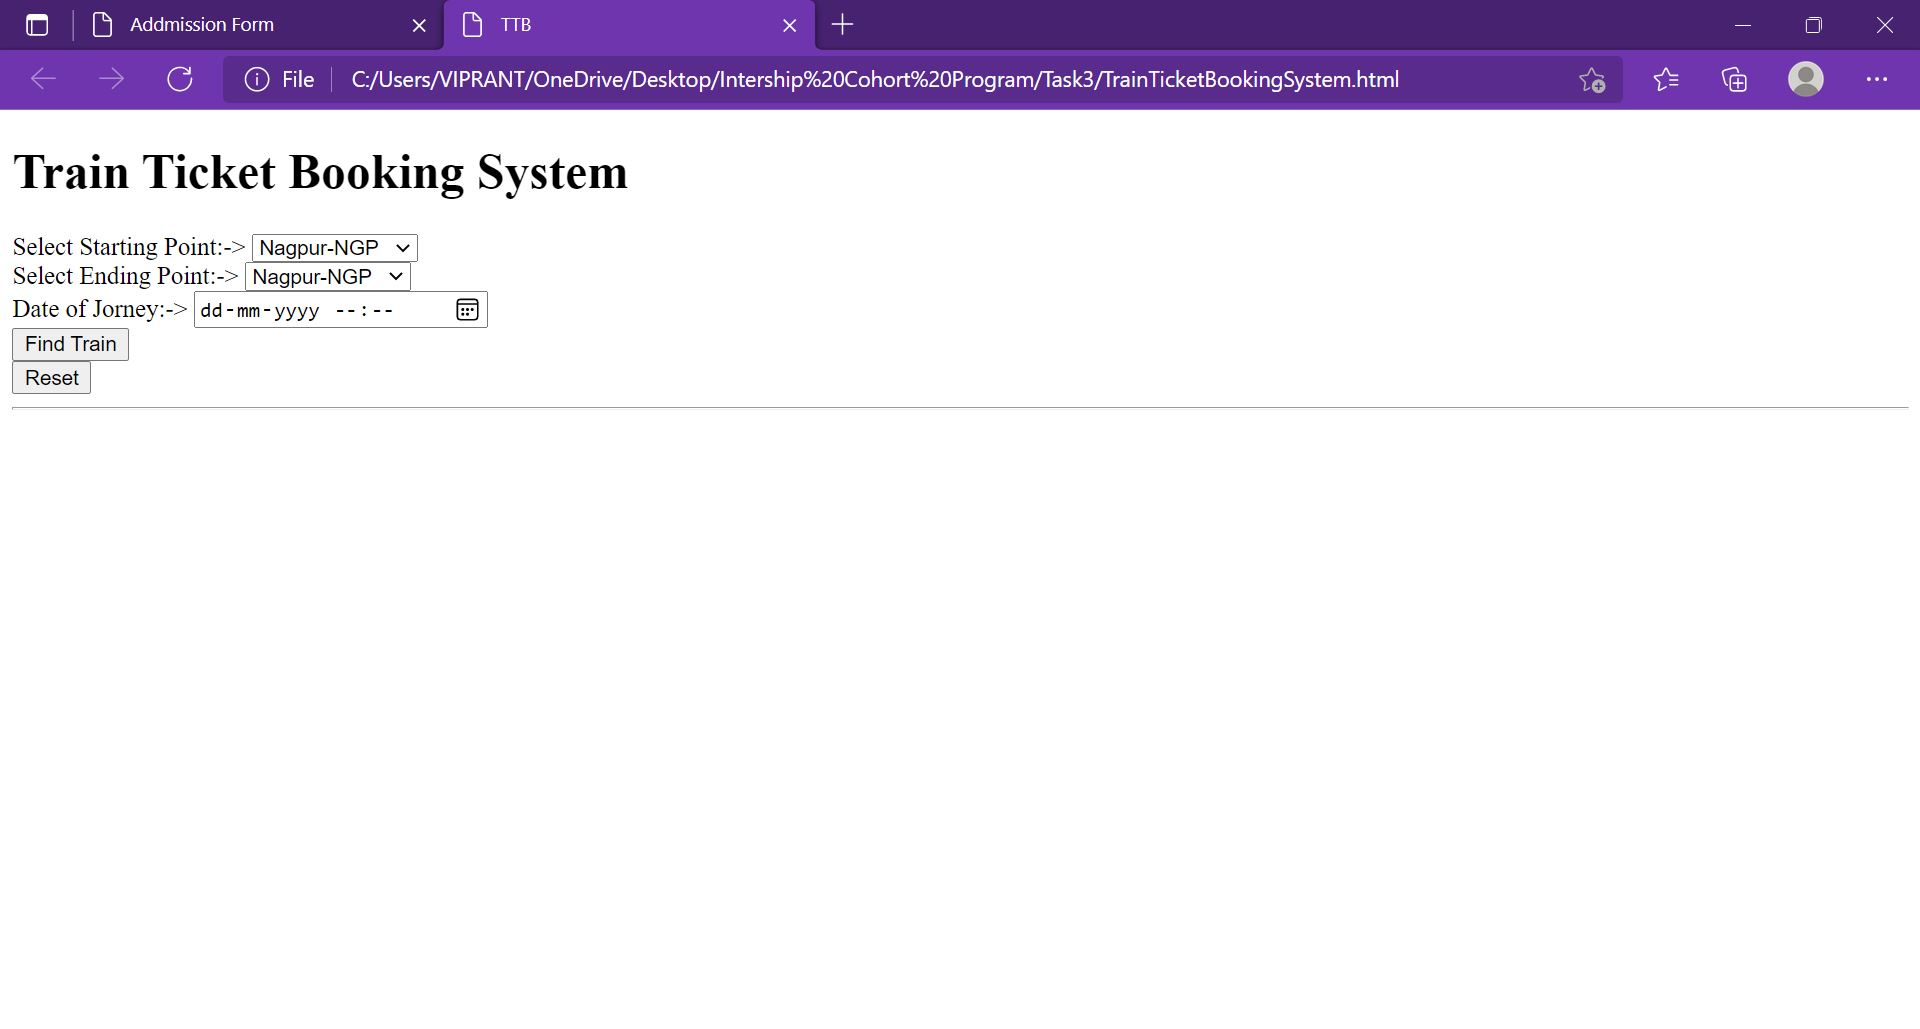 Addmission Form
TTB
File
C:/Users/VIPRANT/OneDrive/Desktop/Intership%20Cohort%20Program/Task3/TrainTicketBookingSystem.html
Train Ticket Booking System
Select Starting Point:-> Nagpur-NGP
Select Ending Point:-> Nagpur-NGP
Date of Jorney:-> dd-mm-yyyy --:--
Find Train
Reset